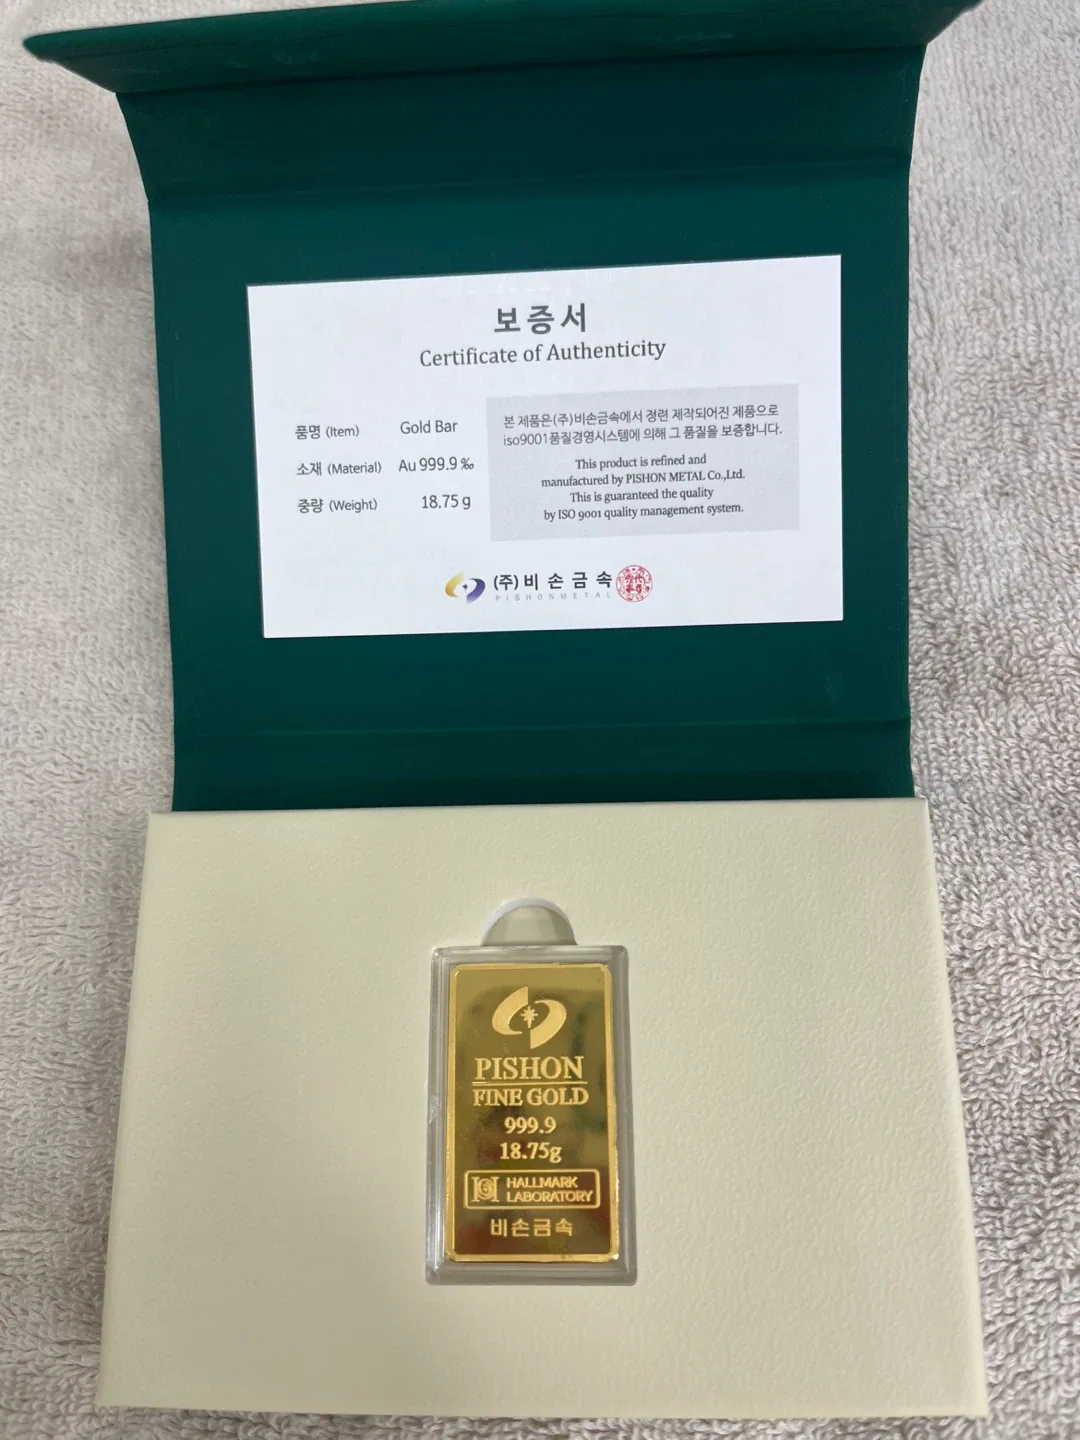 보증서
Certificate of Authenticity
품명 (Item) Gold Bar
소재 (Material) Au 999.9 ‰
중량 (Weight) 18.75 g
본 제품은(주)비손금속에서 정련 제작되어진 제품으로
iso9001품질경영시스템에 의해 그 품질을 보증합니다.
This product is refined and
manufactured by PISHON METAL Co.,Ltd.
This is guaranteed the quality
by ISO 9001 quality management system.
(주)비손금속
PISHONMETAL
PISHON
FINE GOLD
999.9
18.75g
HALLMARK
LABORATORY
비손금속